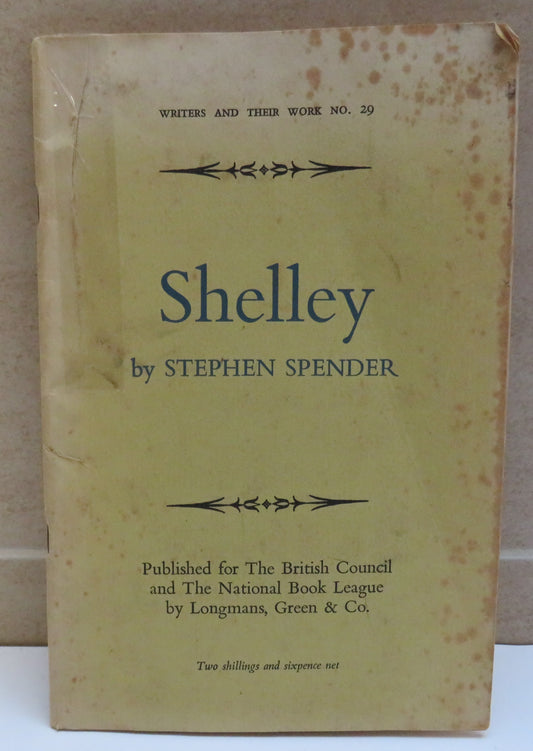 WRITERS AND THEIR WORK NO. 29
Shelley
by STEPHEN SPENDER
Published for The British Council
and The National Book League
by Longmans, Green & Co.
Two shillings and sixpence net